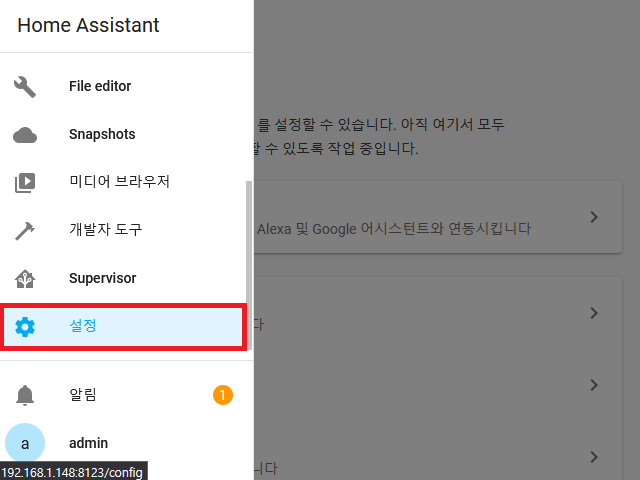 Home Assistant
File editor
Snapshots
미디어 브라우저
개발자 도구
Supervisor
설정
알림
1
a
admin
192.168.1.148:8123/config
를 설정할 수 있습니다. 아직 여기서 모두
할 수 있도록 작업 중입니다.
Alexa 및 Google 어시스턴트와 연동시킵니다
다
니다